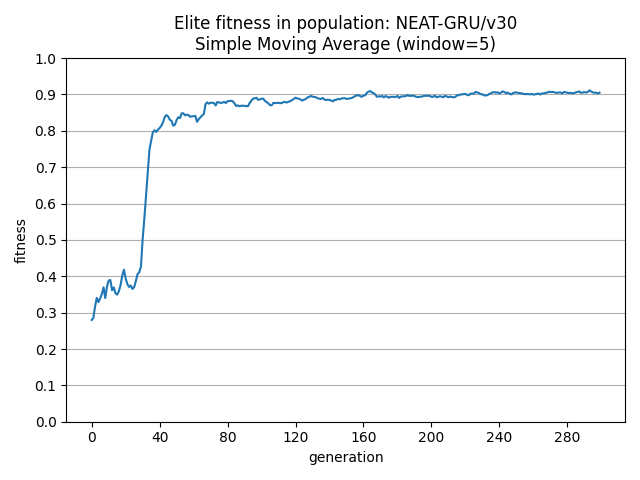 Elite fitness in population: NEAT-GRU/v30
Simple Moving Average (window=5)
1.0
0.9
0.8
0.7
0.6
0.5
0.4
0.3
0.2
0.1
0.0
fitness
0 40 80 120 160 200 240 280
generation